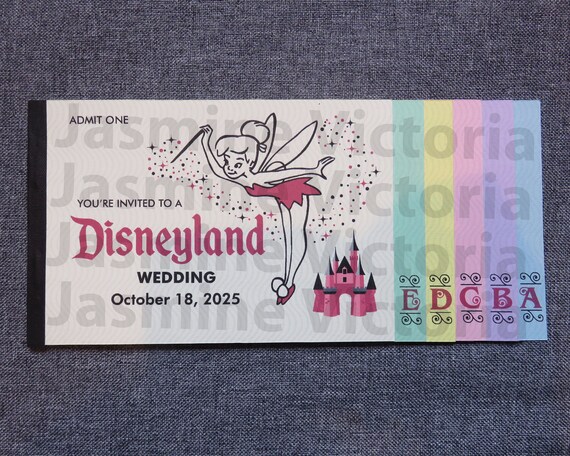 ADMIT ONE
YOU'RE INVITED TO A
Disneyland
WEDDING
October 18, 2025
E D C B A
Jasmine Victoria
Jasmine Victoria
Jasmine Victoria
Jasmine Victoria